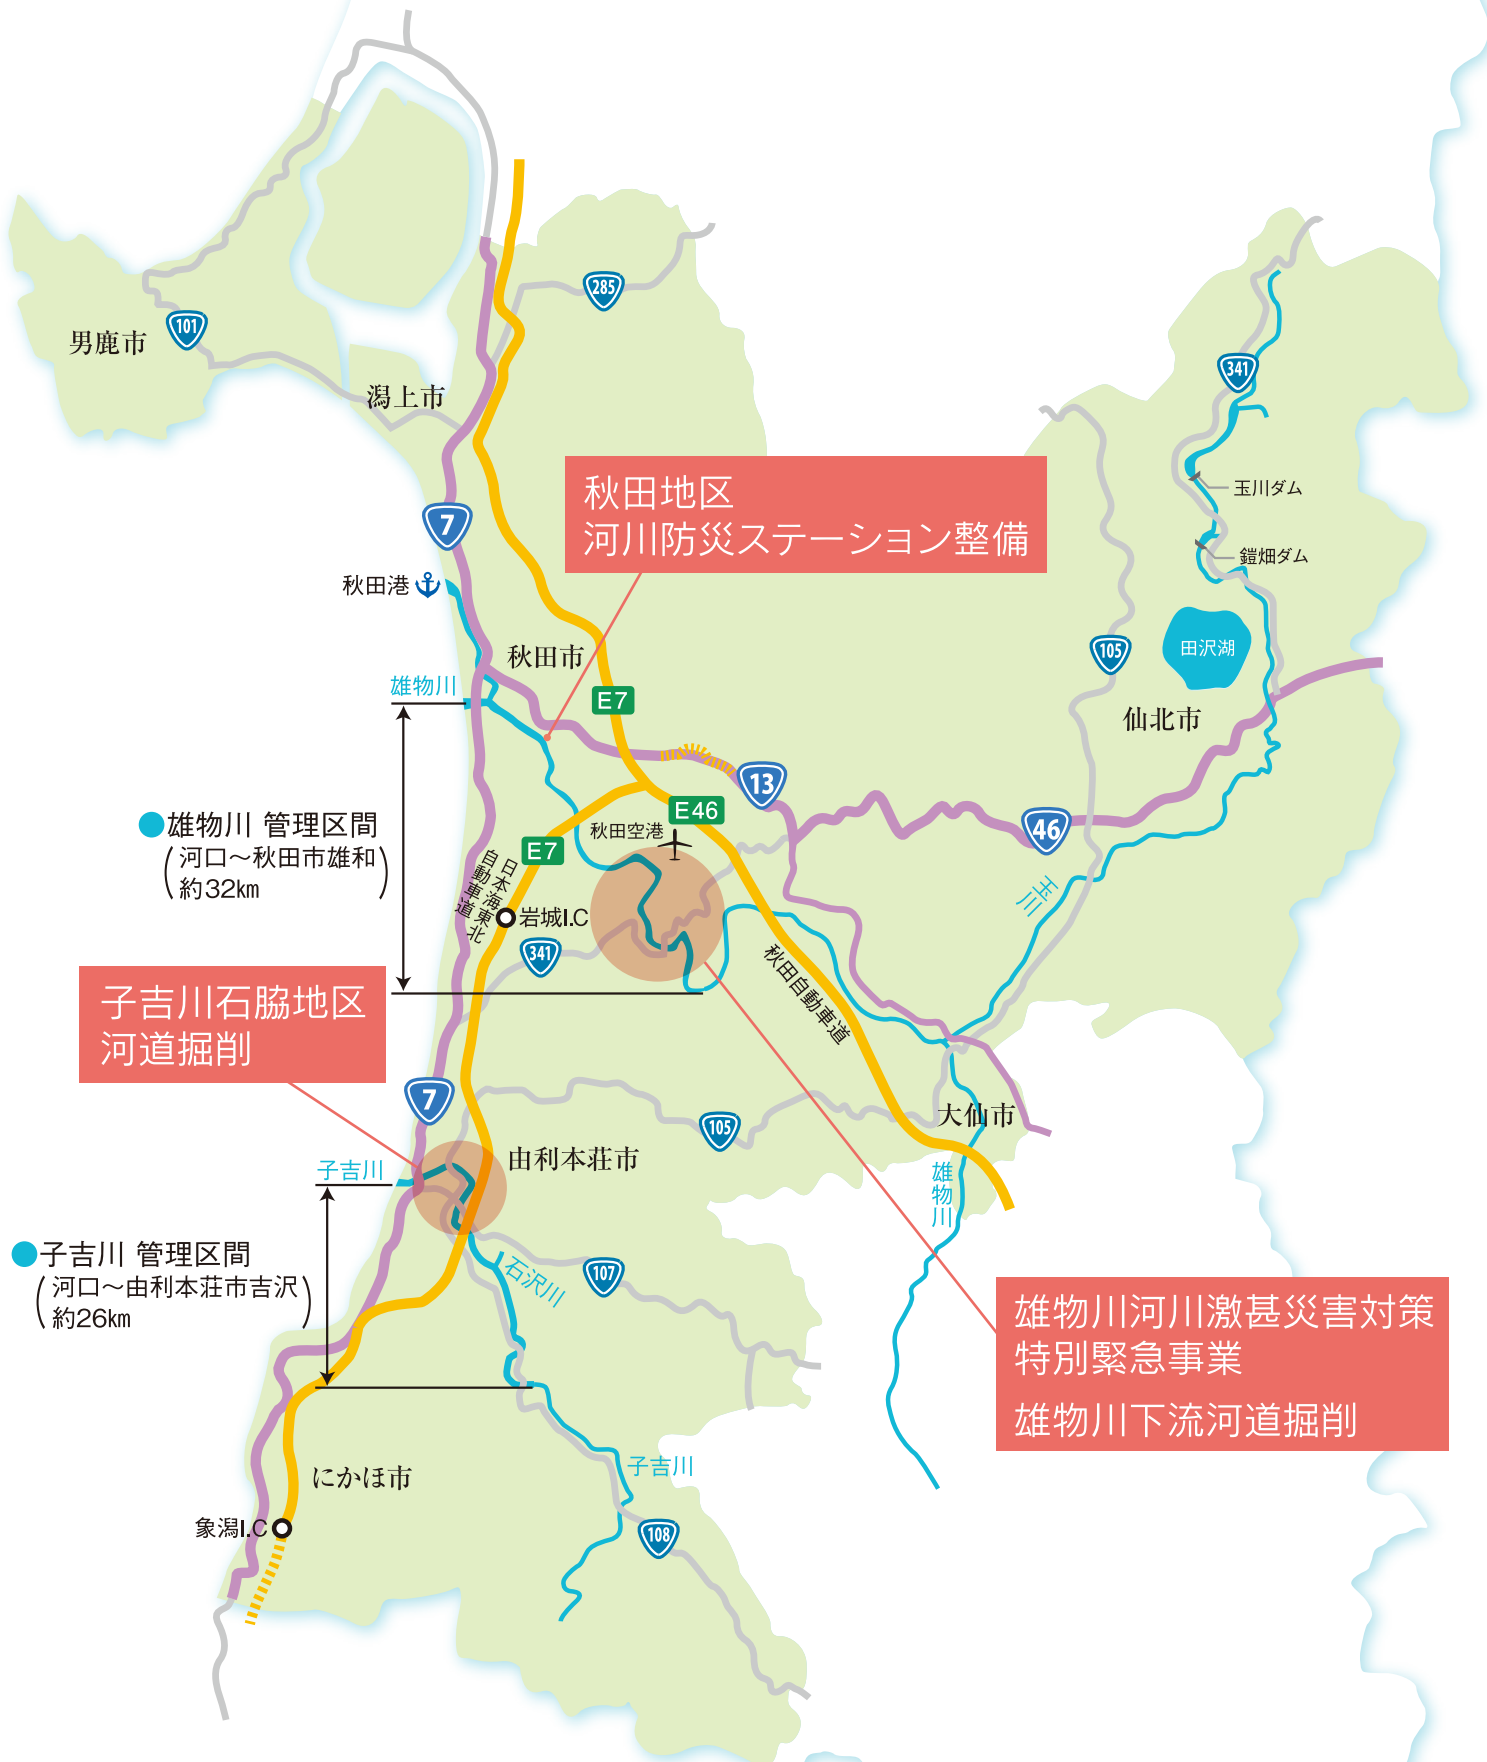 285
101
男鹿市
潟上市
341
玉川ダム
秋田地区
河川防災ステーション整備
7
鎧畑ダム
秋田港
秋田市
105
田沢湖
雄物川
E7
仙北市
13
E46
雄物川 管理区間
(河口～秋田市雄和)
約32km
秋田空港
46
E7
日本海東北
自動車道
岩城I.C
玉川
341
秋田自動車道
子吉川石脇地区
河道掘削
7
105
大仙市
由利本荘市
子吉川
雄物川
子吉川 管理区間
(河口～由利本荘市吉沢)
約26km
石沢川
107
雄物川河川激甚災害対策
特別緊急事業
雄物川下流河道掘削
子吉川
にかほ市
象潟I.C
108